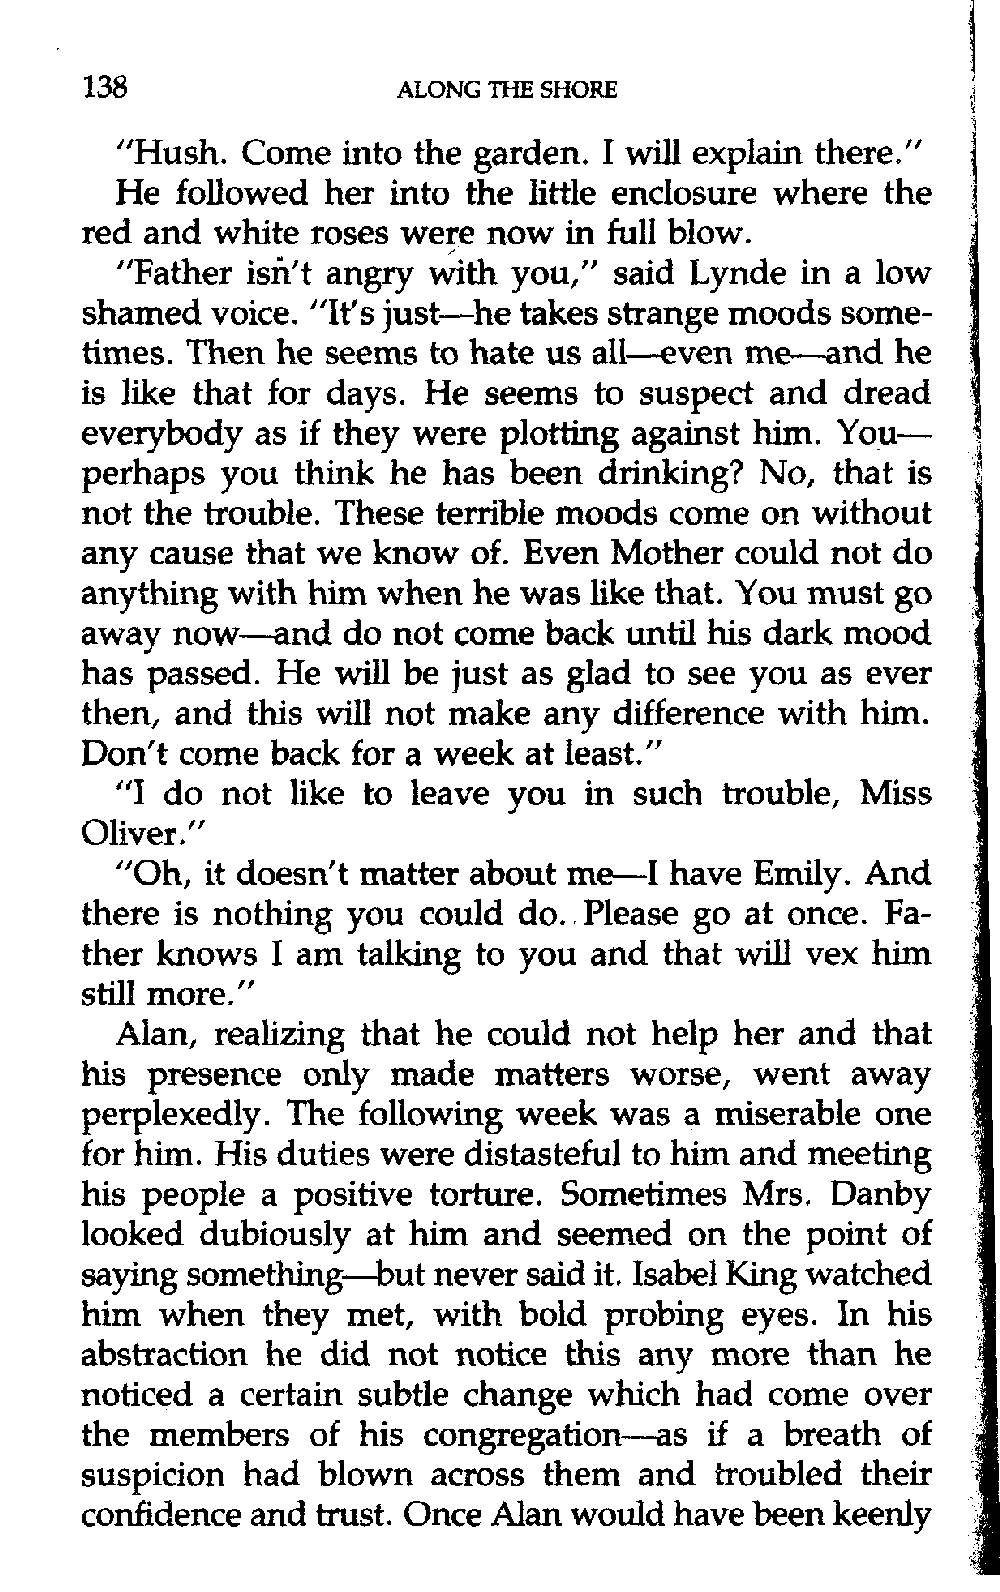 138 ALONG THE SHORE
"Hush. Come into the garden. I will explain there."
He followed her into the little enclosure where the
red and white roses were now in full blow.
"Father isn't angry with you," said Lynde in a low
shamed voice. "It's just—he takes strange moods some-
times. Then he seems to hate us all—even me—and he
is like that for days. He seems to suspect and dread
everybody as if they were plotting against him. You—
perhaps you think he has been drinking? No, that is
not the trouble. These terrible moods come on without
any cause that we know of. Even Mother could not do
anything with him when he was like that. You must go
away now—and do not come back until his dark mood
has passed. He will be just as glad to see you as ever
then, and this will not make any difference with him.
Don't come back for a week at least."
"I do not like to leave you in such trouble, Miss
Oliver."
"Oh, it doesn't matter about me—I have Emily. And
there is nothing you could do. Please go at once. Fa-
ther knows I am talking to you and that will vex him
still more."
Alan, realizing that he could not help her and that
his presence only made matters worse, went away
perplexedly. The following week was a miserable one
for him. His duties were distasteful to him and meeting
his people a positive torture. Sometimes Mrs. Danby
looked dubiously at him and seemed on the point of
saying something—but never said it. Isabel King watched
him when they met, with bold probing eyes. In his
abstraction he did not notice this any more than he
noticed a certain subtle change which had come over
the members of his congregation—as if a breath of
suspicion had blown across them and troubled their
confidence and trust. Once Alan would have been keenly